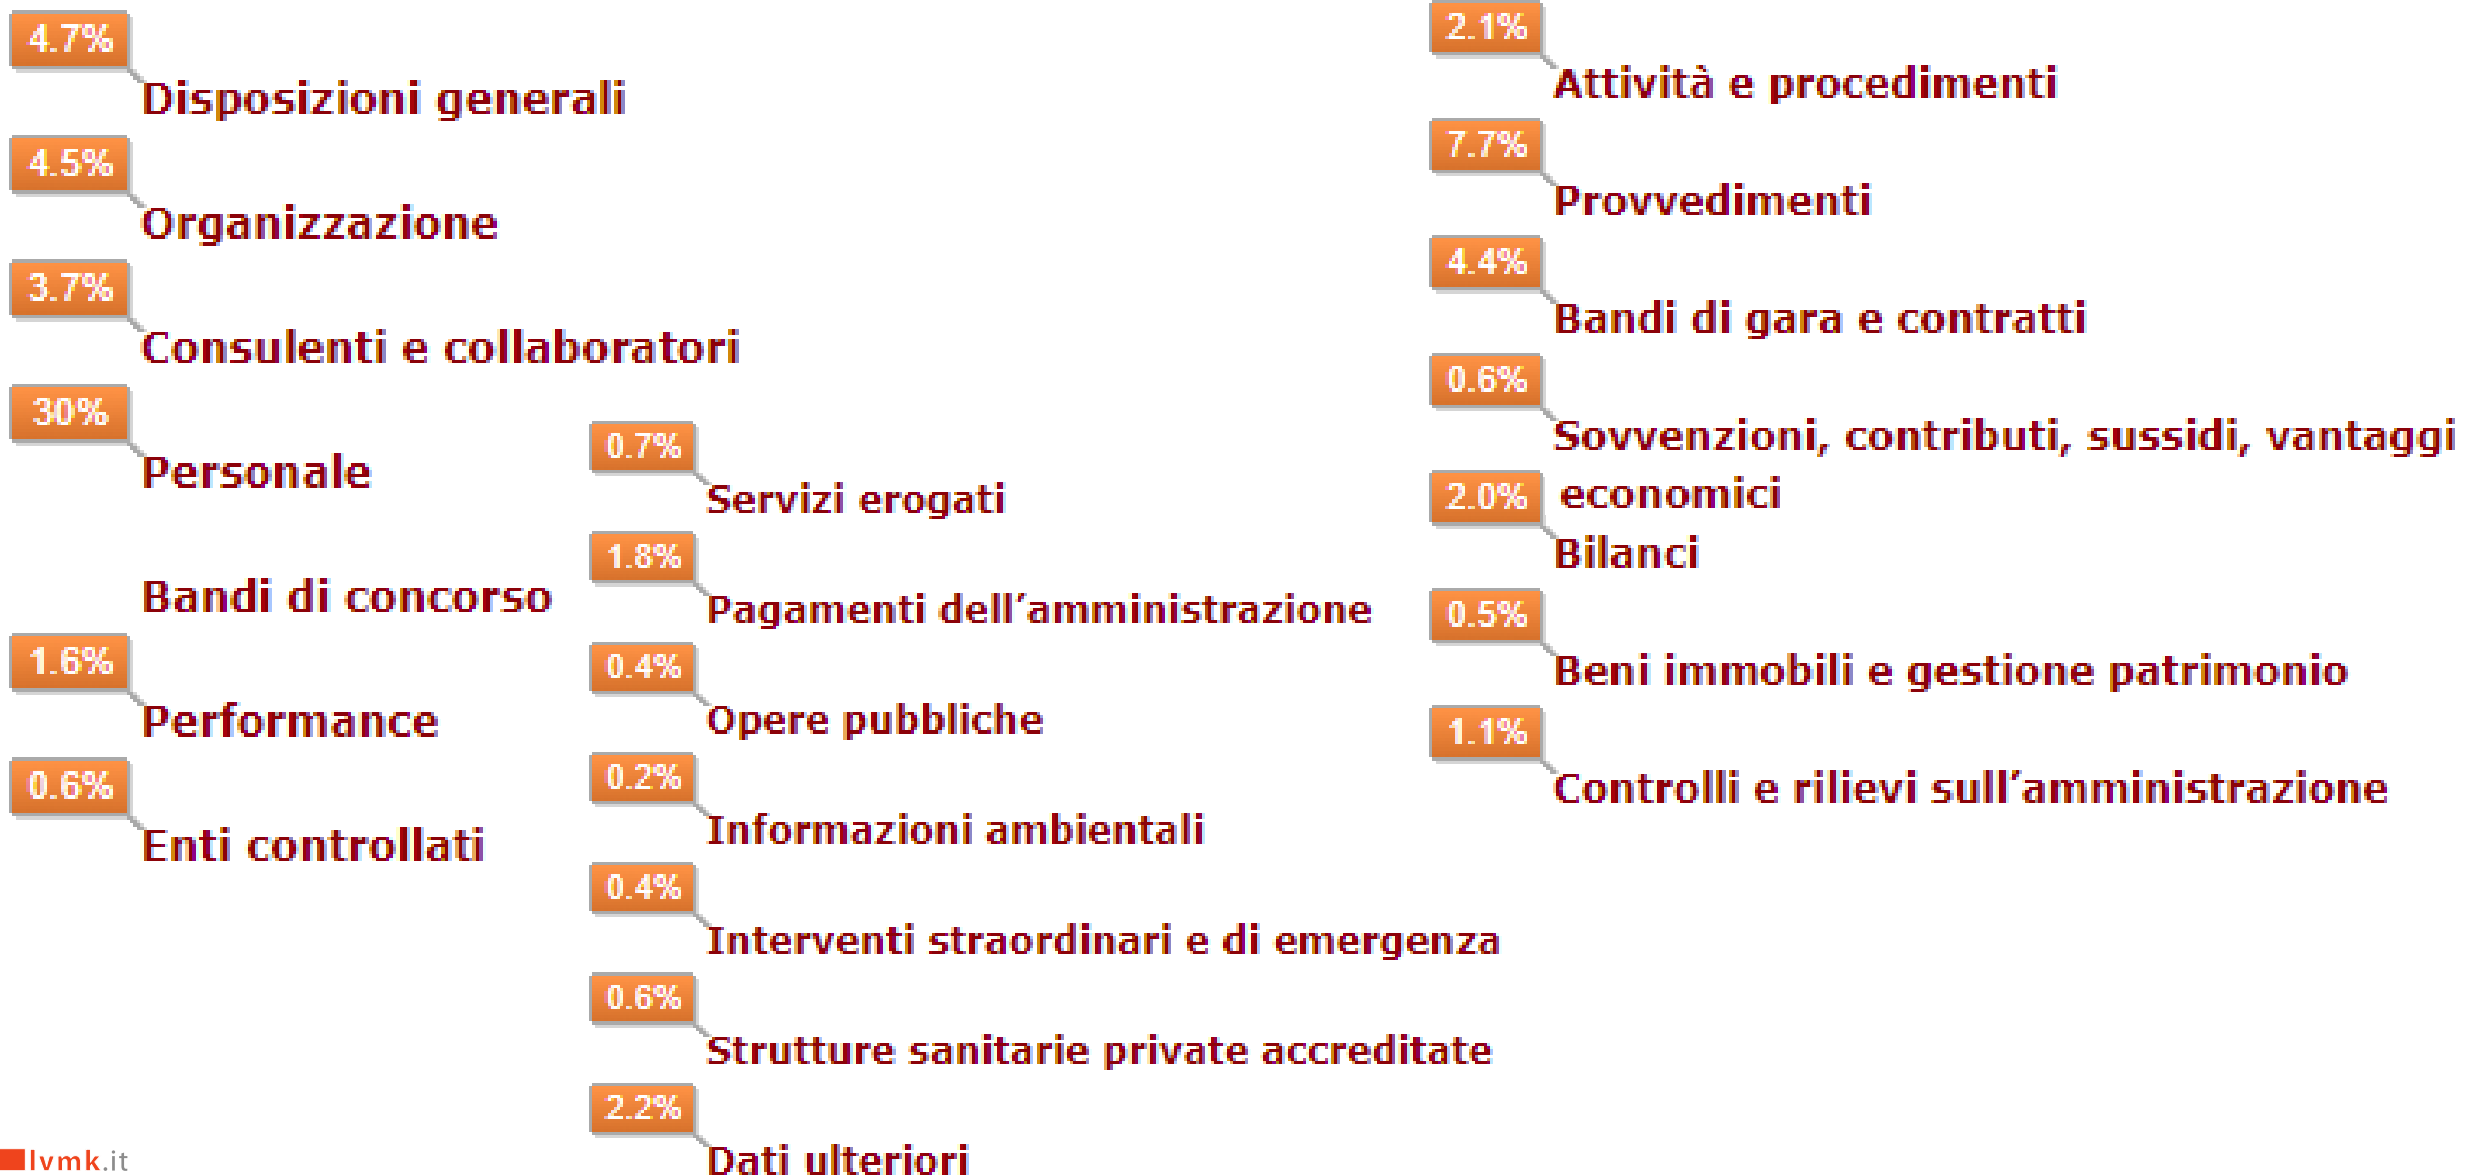 4.7%
Disposizioni generali
4.5%
Organizzazione
3.7%
Consulenti e collaboratori
30%
Personale
Bandi di concorso
1.6%
Performance
0.6%
Enti controllati
0.7%
Servizi erogati
1.8%
Pagamenti dell’amministrazione
0.4%
Opere pubbliche
0.2%
Informazioni ambientali
0.4%
Interventi straordinari e di emergenza
0.6%
Strutture sanitarie private accreditate
2.2%
Dati ulteriori
2.1%
Attività e procedimenti
7.7%
Provvedimenti
4.4%
Bandi di gara e contratti
0.6%
Sovvenzioni, contributi, sussidi, vantaggi
economici
2.0%
Bilanci
0.5%
Beni immobili e gestione patrimonio
1.1%
Controlli e rilievi sull’amministrazione
lvmk.it